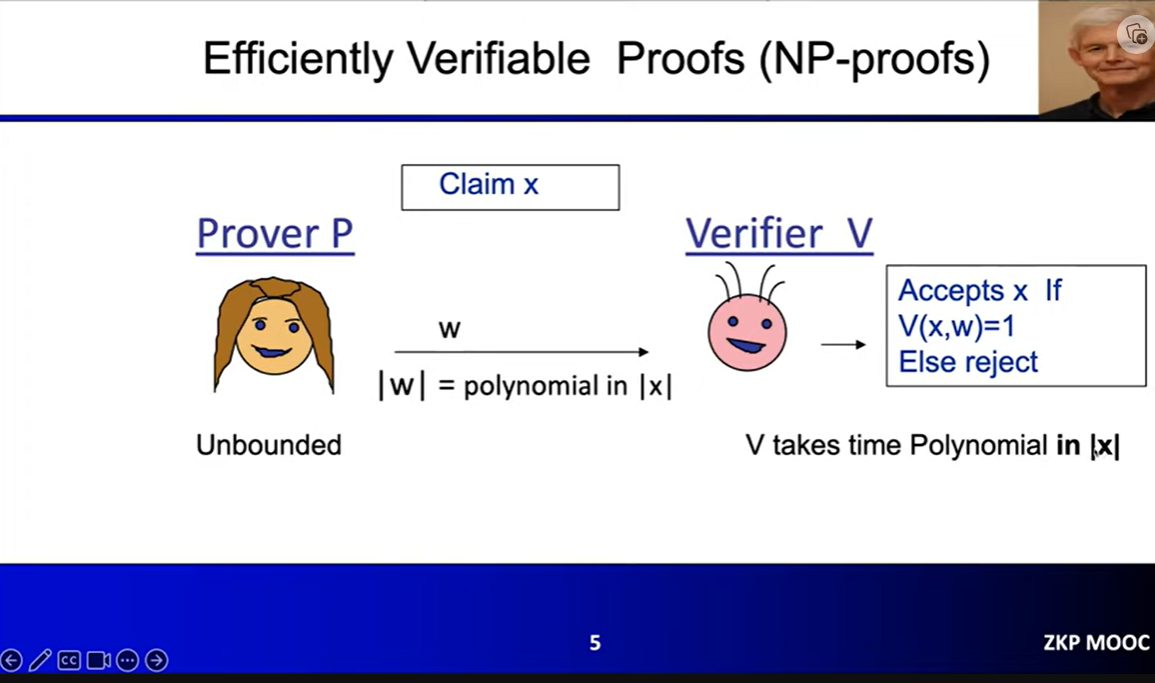 Efficiently Verifiable Proofs (NP-proofs)
Claim x
Prover P
Verifier V
Accepts x If
V(x,w)=1
Else reject
w
|w| = polynomial in |x|
Unbounded
V takes time Polynomial in |x|
5
ZKP MOOC
CC